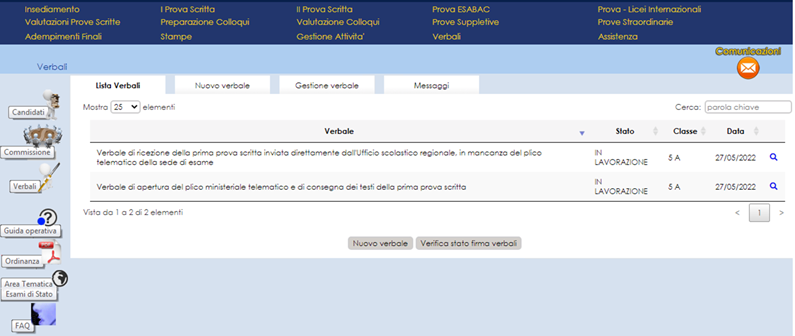 Insediamento I Prova Scritta II Prova Scritta Prova ESABAC Prova - Licei Internazionali
Valutazioni Prove Scritte Preparazione Colloqui Valutazione Colloqui Prove Suppletive Prove Straordinarie
Adempimenti Finali Stampe Gestione Attivita' Verbali Assistenza
Comunicazioni
Verbali
Lista Verbali Nuovo verbale Gestione verbale Messaggi
Mostra 25 elementi Cerca: parola chiave
Verbale Stato Classe Data
Verbale di ricezione della prima prova scritta inviata direttamente dall'Ufficio scolastico regionale, in mancanza del plico
telematico della sede di esame
IN
LAVORAZIONE
5 A 27/05/2022
Verbale di apertura del plico ministeriale telematico e di consegna dei testi della prima prova scritta
IN
LAVORAZIONE
5 A 27/05/2022
Vista da 1 a 2 di 2 elementi < 1 >
Nuovo verbale Verifica stato firma verbali
Candidati
Commissione
Verbali
Guida operativa
Ordinanza
Area Tematica
Esami di Stato
FAQ